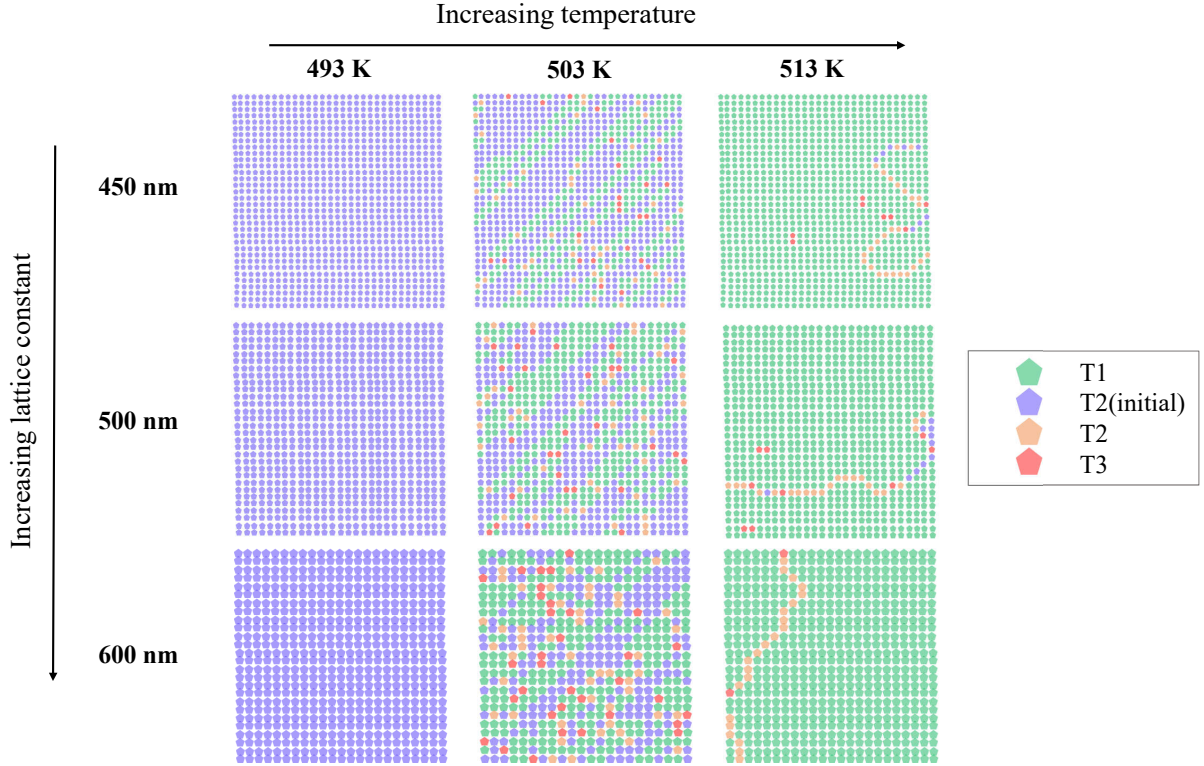 Increasing temperature
493 K
503 K
513 K
Increasing lattice constant
450 nm
500 nm
600 nm
T1
T2(initial)
T2
T3